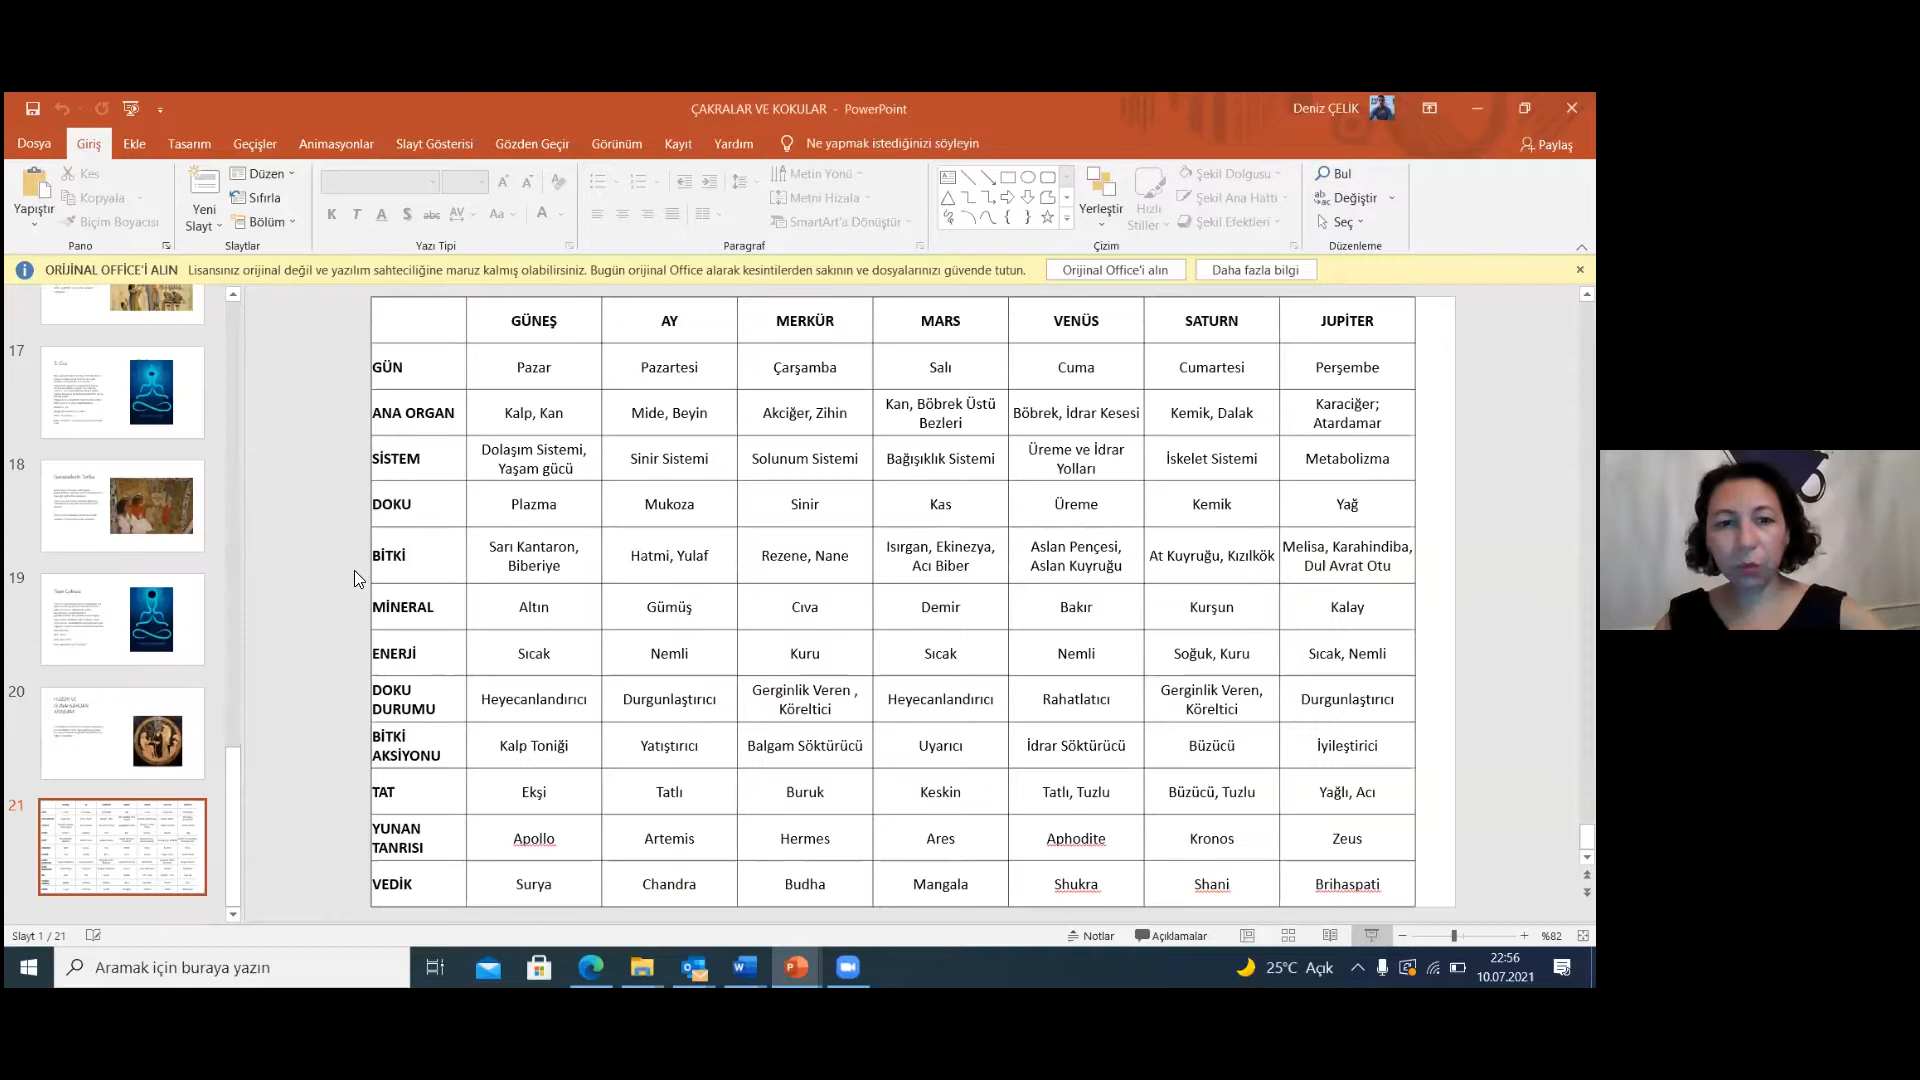 ÇAKRALAR VE KOKULAR - PowerPoint
Deniz ÇELİK
Dosya Giriş Ekle Tasarım Geçişler Animasyonlar Slayt Gösterisi Gözden Geçir Görünüm Kayıt Yardım Ne yapmak istediğinizi söyleyin Paylaş
Yapıştır
Kes
Kopyala
Biçim Boyacısı
Pano
Yeni
Slayt
Düzen
Sıfırla
Bölüm
Slaytlar
K T A S abc AV Aa A
Yazı Tipi
Metin Yönü
Metni Hizala
SmartArt'a Dönüştür
Paragraf
Yerleştir
Hızlı
Stiller
Şekil Dolgusu
Şekil Ana Hattı
Şekil Efektleri
Çizim
Bul
Değiştir
Seç
Düzenleme
ORİJİNAL OFFICE'İ ALIN Lisansınız orijinal değil ve yazılım sahteciliğine maruz kalmış olabilirsiniz. Bugün orijinal Office alarak kesintilerden sakının ve dosyalarınızı güvende tutun. Orijinal Office'i alın Daha fazla bilgi
17
18
19
20
21
GÜNEŞ AY MERKÜR MARS VENÜS SATURN JUPİTER
GÜN Pazar Pazartesi Çarşamba Salı Cuma Cumartesi Perşembe
ANA ORGAN Kalp, Kan Mide, Beyin Akciğer, Zihin Kan, Böbrek Üstü Bezleri Böbrek, İdrar Kesesi Kemik, Dalak Karaciğer; Atardamar
SİSTEM Dolaşım Sistemi, Yaşam gücü Sinir Sistemi Solunum Sistemi Bağışıklık Sistemi Üreme ve İdrar Yolları İskelet Sistemi Metabolizma
DOKU Plazma Mukoza Sinir Kas Üreme Kemik Yağ
BİTKİ Sarı Kantaron, Biberiye Hatmi, Yulaf Rezene, Nane Isırgan, Ekinezya, Acı Biber Aslan Pençesi, Aslan Kuyruğu At Kuyruğu, Kızılkök Melisa, Karahindiba, Dul Avrat Otu
MİNERAL Altın Gümüş Cıva Demir Bakır Kurşun Kalay
ENERJİ Sıcak Nemli Kuru Sıcak Nemli Soğuk, Kuru Sıcak, Nemli
DOKU DURUMU Heyecanlandırıcı Durgunlaştırıcı Gerginlik Veren , Köreltici Heyecanlandırıcı Rahatlatıcı Gerginlik Veren, Köreltici Durgunlaştırıcı
BİTKİ AKSİYONU Kalp Toniği Yatıştırıcı Balgam Söktürücü Uyarıcı İdrar Söktürücü Büzücü İyileştirici
TAT Ekşi Tatlı Buruk Keskin Tatlı, Tuzlu Büzücü, Tuzlu Yağlı, Acı
YUNAN TANRISI Apollo Artemis Hermes Ares Aphodite Kronos Zeus
VEDİK Surya Chandra Budha Mangala Shukra Shani Brihaspati
Slayt 1 / 21 Notlar Açıklamalar %82
Aramak için buraya yazın
25°C Açık
22:56
10.07.2021